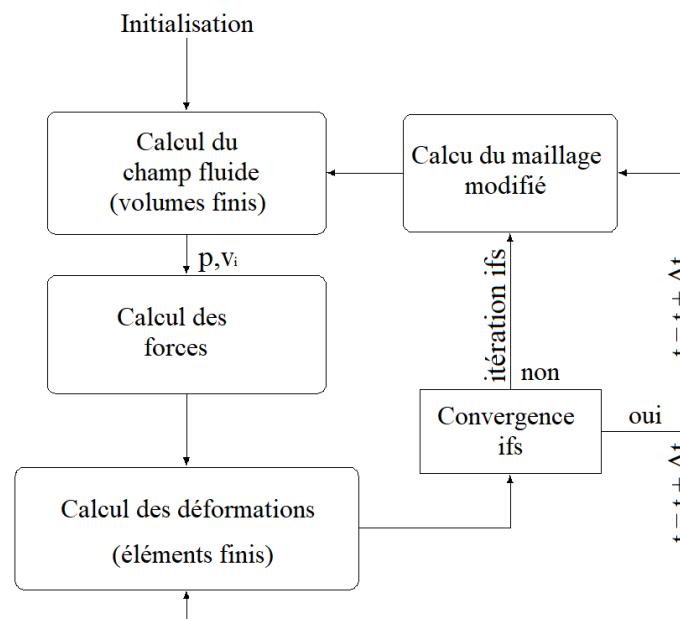 Initialisation
Calcul du
champ fluide
(volumes finis)
Calcu du maillage
modifié
p,vi
Calcul des
forces
itération ifs
non
Convergence
ifs
oui
Calcul des déformations
(éléments finis)